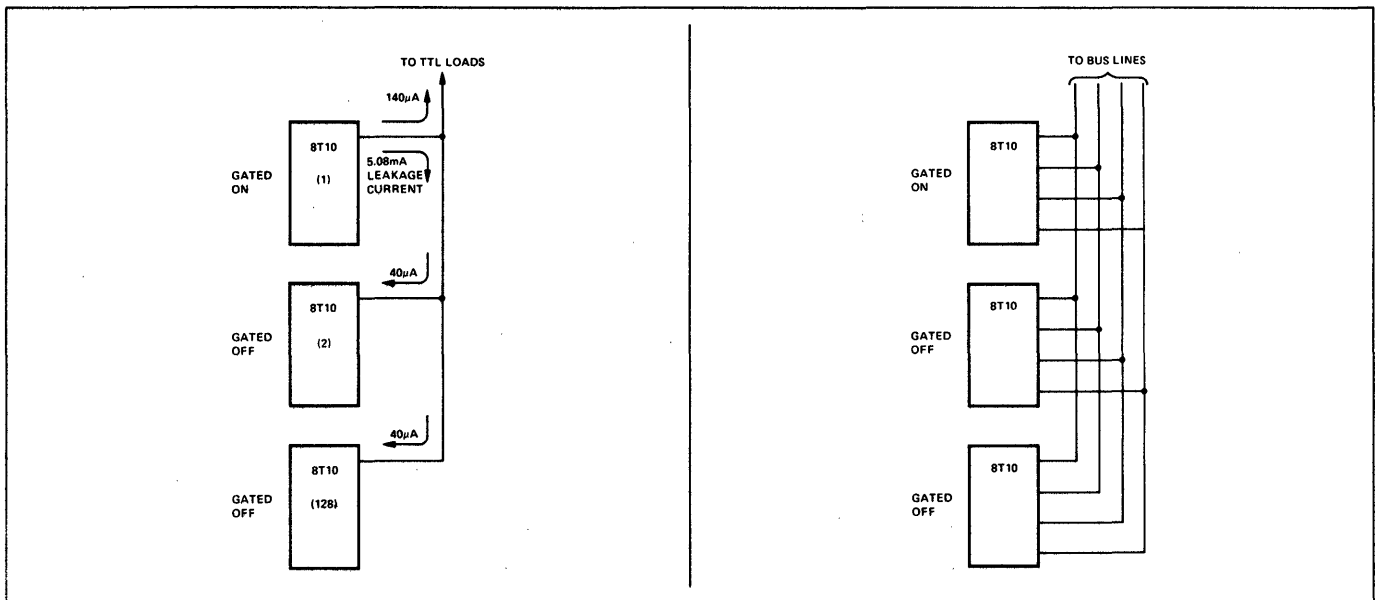 TO TTL LOADS
140μA
8T10
(1)
GATED
ON
5.08mA
LEAKAGE
CURRENT
40μA
8T10
(2)
GATED
OFF
40μA
8T10
(128)
GATED
OFF
TO BUS LINES
8T10
GATED
ON
8T10
GATED
OFF
8T10
GATED
OFF